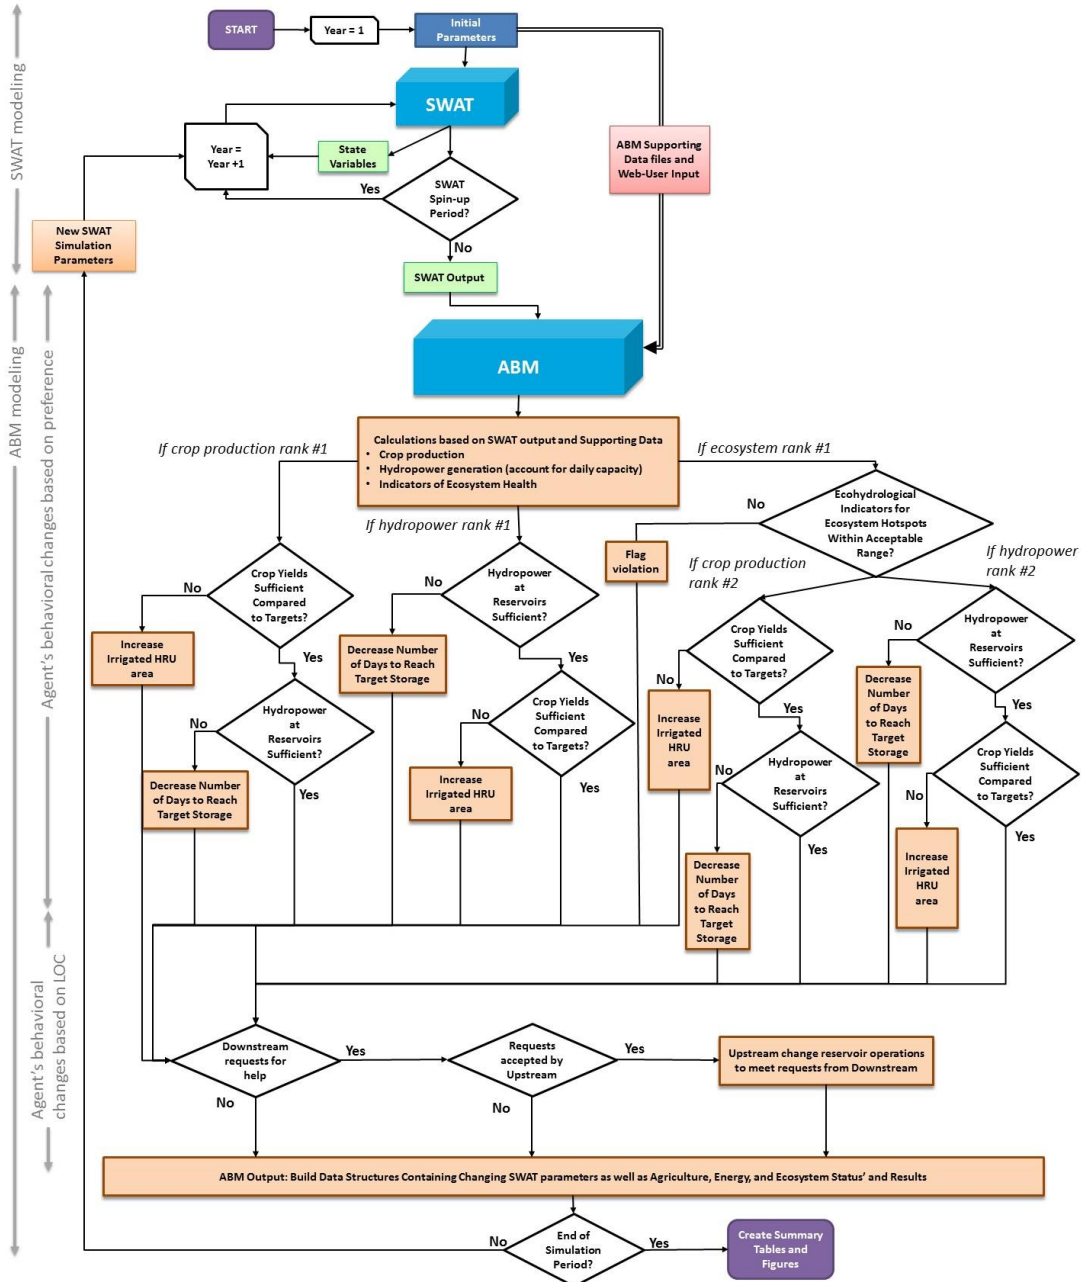 START
Year = 1
Initial
Parameters
SWAT modeling
SWAT
ABM Supporting
Data files and
Web-User Input
Year =
Year +1
State
Variables
Yes
SWAT
Spin-up
Period?
No
New SWAT
Simulation
Parameters
SWAT Output
ABM modeling
Agent's behavioral changes based on preference
ABM
Calculations based on SWAT output and Supporting Data
• Crop production
• Hydropower generation (account for daily capacity)
• Indicators of Ecosystem Health
If crop production rank #1
If hydropower rank #1
If ecosystem rank #1
No
Ecohydrological
Indicators for
Ecosystem Hotspots
Within Acceptable
Range?
Flag
violation
If crop production
rank #2
If hydropower
rank #2
No
Crop Yields
Sufficient
Compared
to Targets?
Increase
Irrigated HRU
area
Yes
No
Hydropower
at
Reservoirs
Sufficient?
Decrease Number
of Days to Reach
Target Storage
Yes
No
Hydropower
at
Reservoirs
Sufficient?
Decrease Number
of Days to Reach
Target Storage
Yes
No
Crop Yields
Sufficient
Compared
to Targets?
Increase
Irrigated HRU
area
Yes
Crop Yields
Sufficient
Compared
to Targets?
No
Increase
Irrigated
HRU
area
Yes
No
Hydropower
at
Reservoirs
Sufficient?
Decrease
Number
of Days
to Reach
Target
Storage
Yes
No
Hydropower
at
Reservoirs
Sufficient?
Decrease
Number
of Days
to Reach
Target
Storage
Yes
No
Crop Yields
Sufficient
Compared
to Targets?
Increase
Irrigated
HRU
area
Yes
Agent's behavioral
changes based on LOC
Downstream
requests for
help
Yes
No
Requests
accepted by
Upstream
Yes
No
Upstream change reservoir operations
to meet requests from Downstream
ABM Output: Build Data Structures Containing Changing SWAT parameters as well as Agriculture, Energy, and Ecosystem Status' and Results
No
End of
Simulation
Period?
Yes
Create Summary
Tables and
Figures